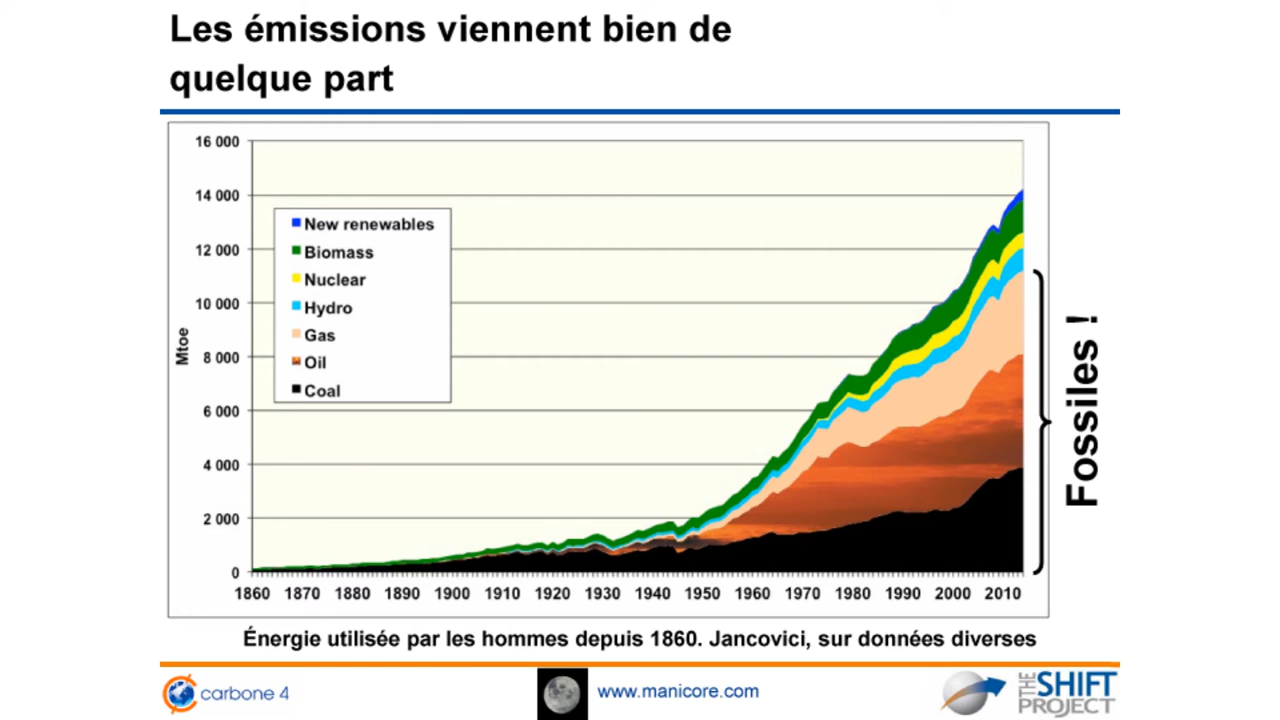 Les émissions viennent bien de
quelque part
16 000
14 000
12 000
10 000
8 000
6 000
4 000
2 000
0
Mtoe
New renewables
Biomass
Nuclear
Hydro
Gas
Oil
Coal
1860 1870 1880 1890 1900 1910 1920 1930 1940 1950 1960 1970 1980 1990 2000 2010
Fossiles !
Énergie utilisée par les hommes depuis 1860. Jancovici, sur données diverses
carbone 4
www.manicore.com
THE SHIFT
PROJECT